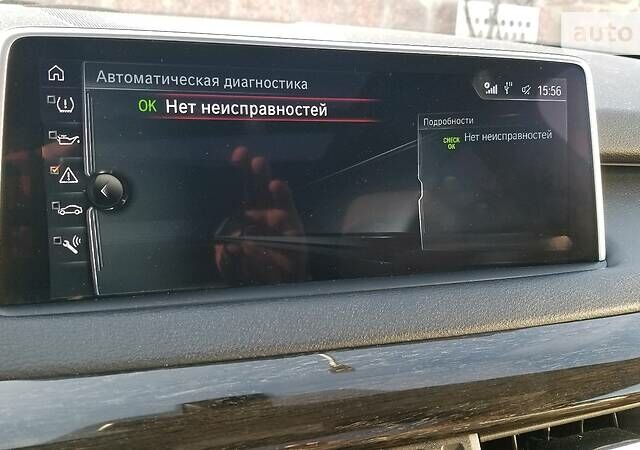 auto
Автоматическая диагностика
15:56
OK Нет неисправностей
Подробности
CHECK OK Нет неисправностей